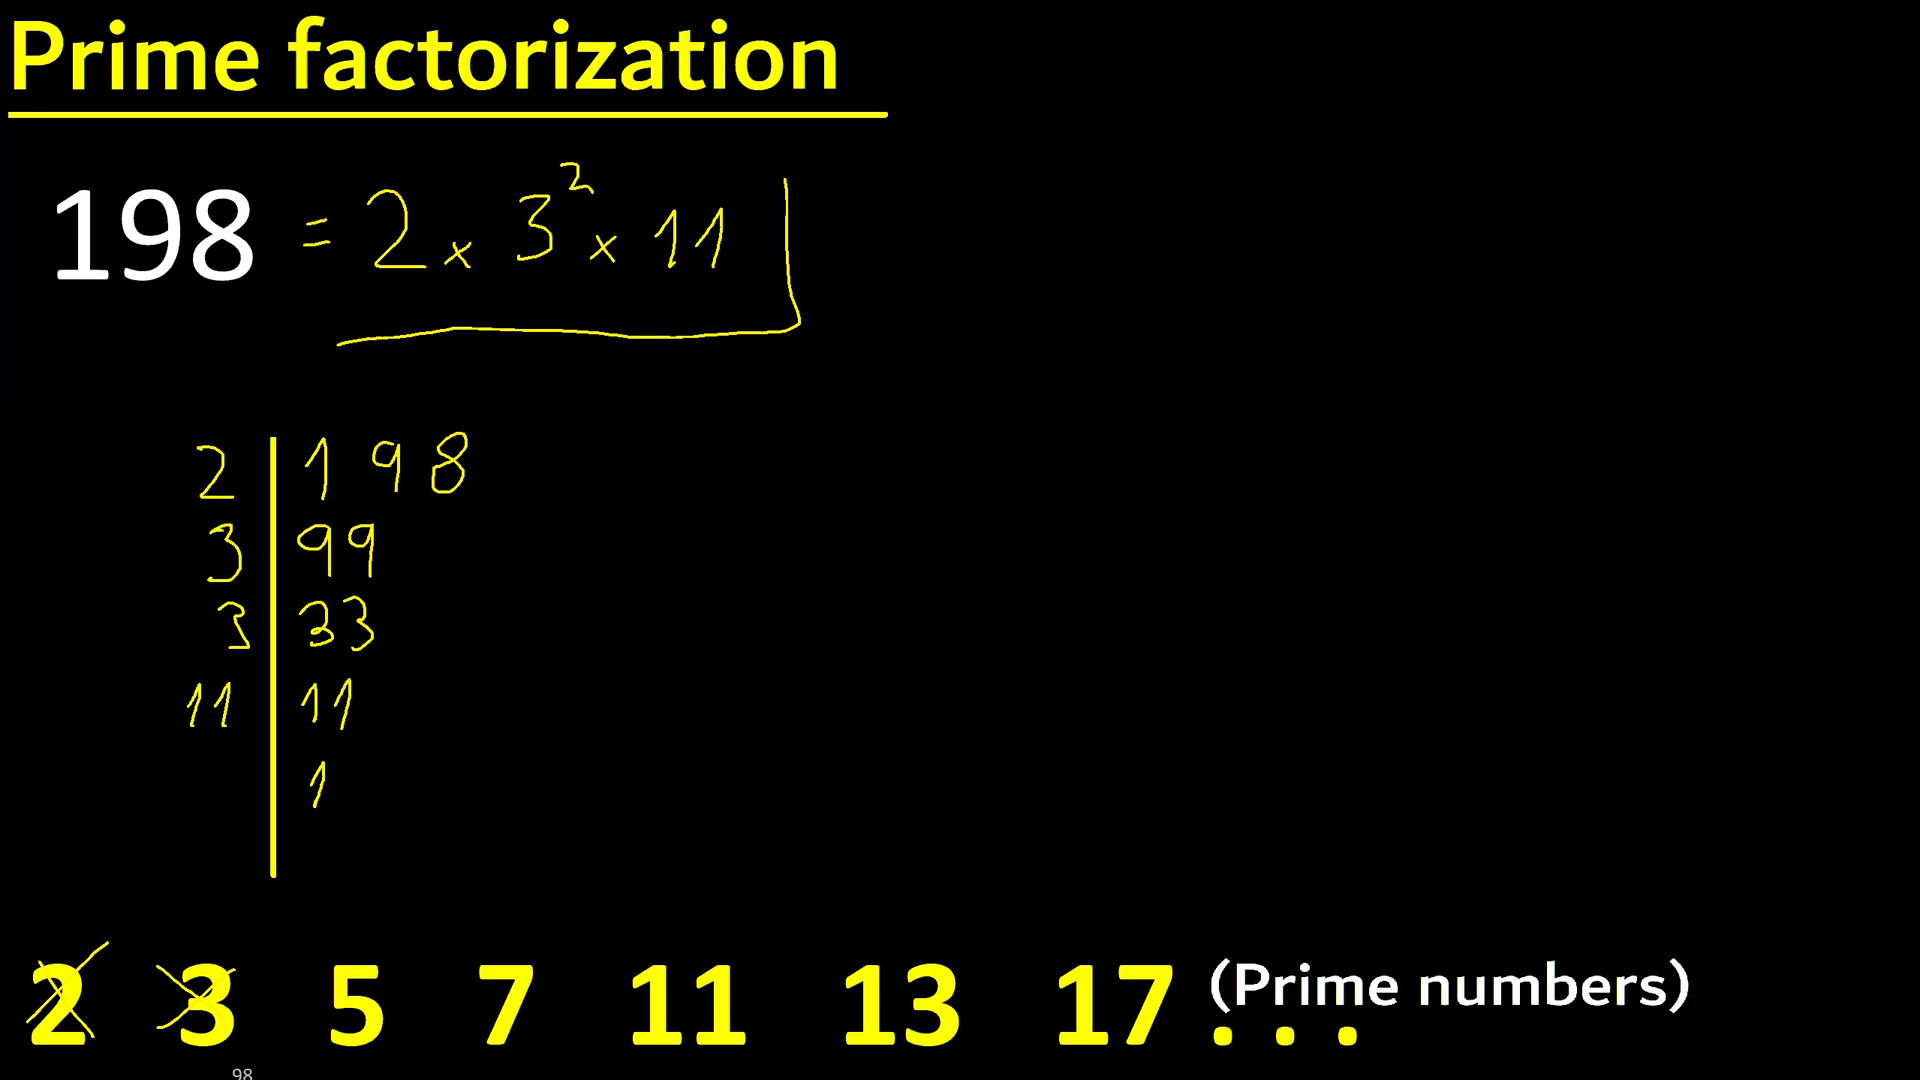 Prime factorization
198 = 2 x 3² x 11
2 | 198
3 | 99
3 | 33
11 | 11
1
2 3 5 7 11 13 17 . . . (Prime numbers)
98